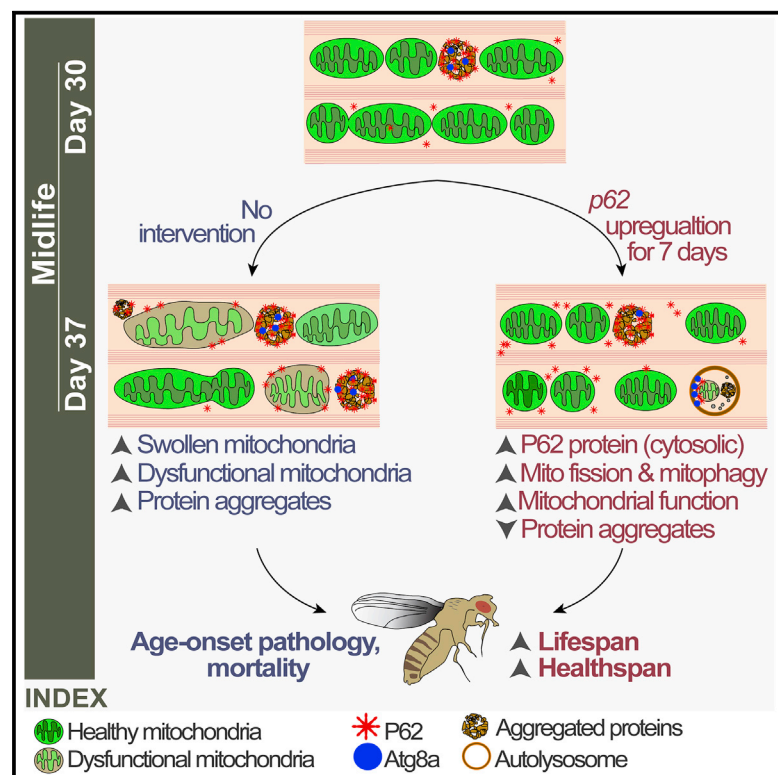 Midlife
Day 30
Day 37
No
intervention
p62
upregualtion
for 7 days
Swollen mitochondria
Dysfunctional mitochondria
Protein aggregates
P62 protein (cytosolic)
Mito fission & mitophagy
Mitochondrial function
Protein aggregates
Age-onset pathology,
mortality
Lifespan
Healthspan
INDEX
Healthy mitochondria
Dysfunctional mitochondria
P62
Atg8a
Aggregated proteins
Autolysosome